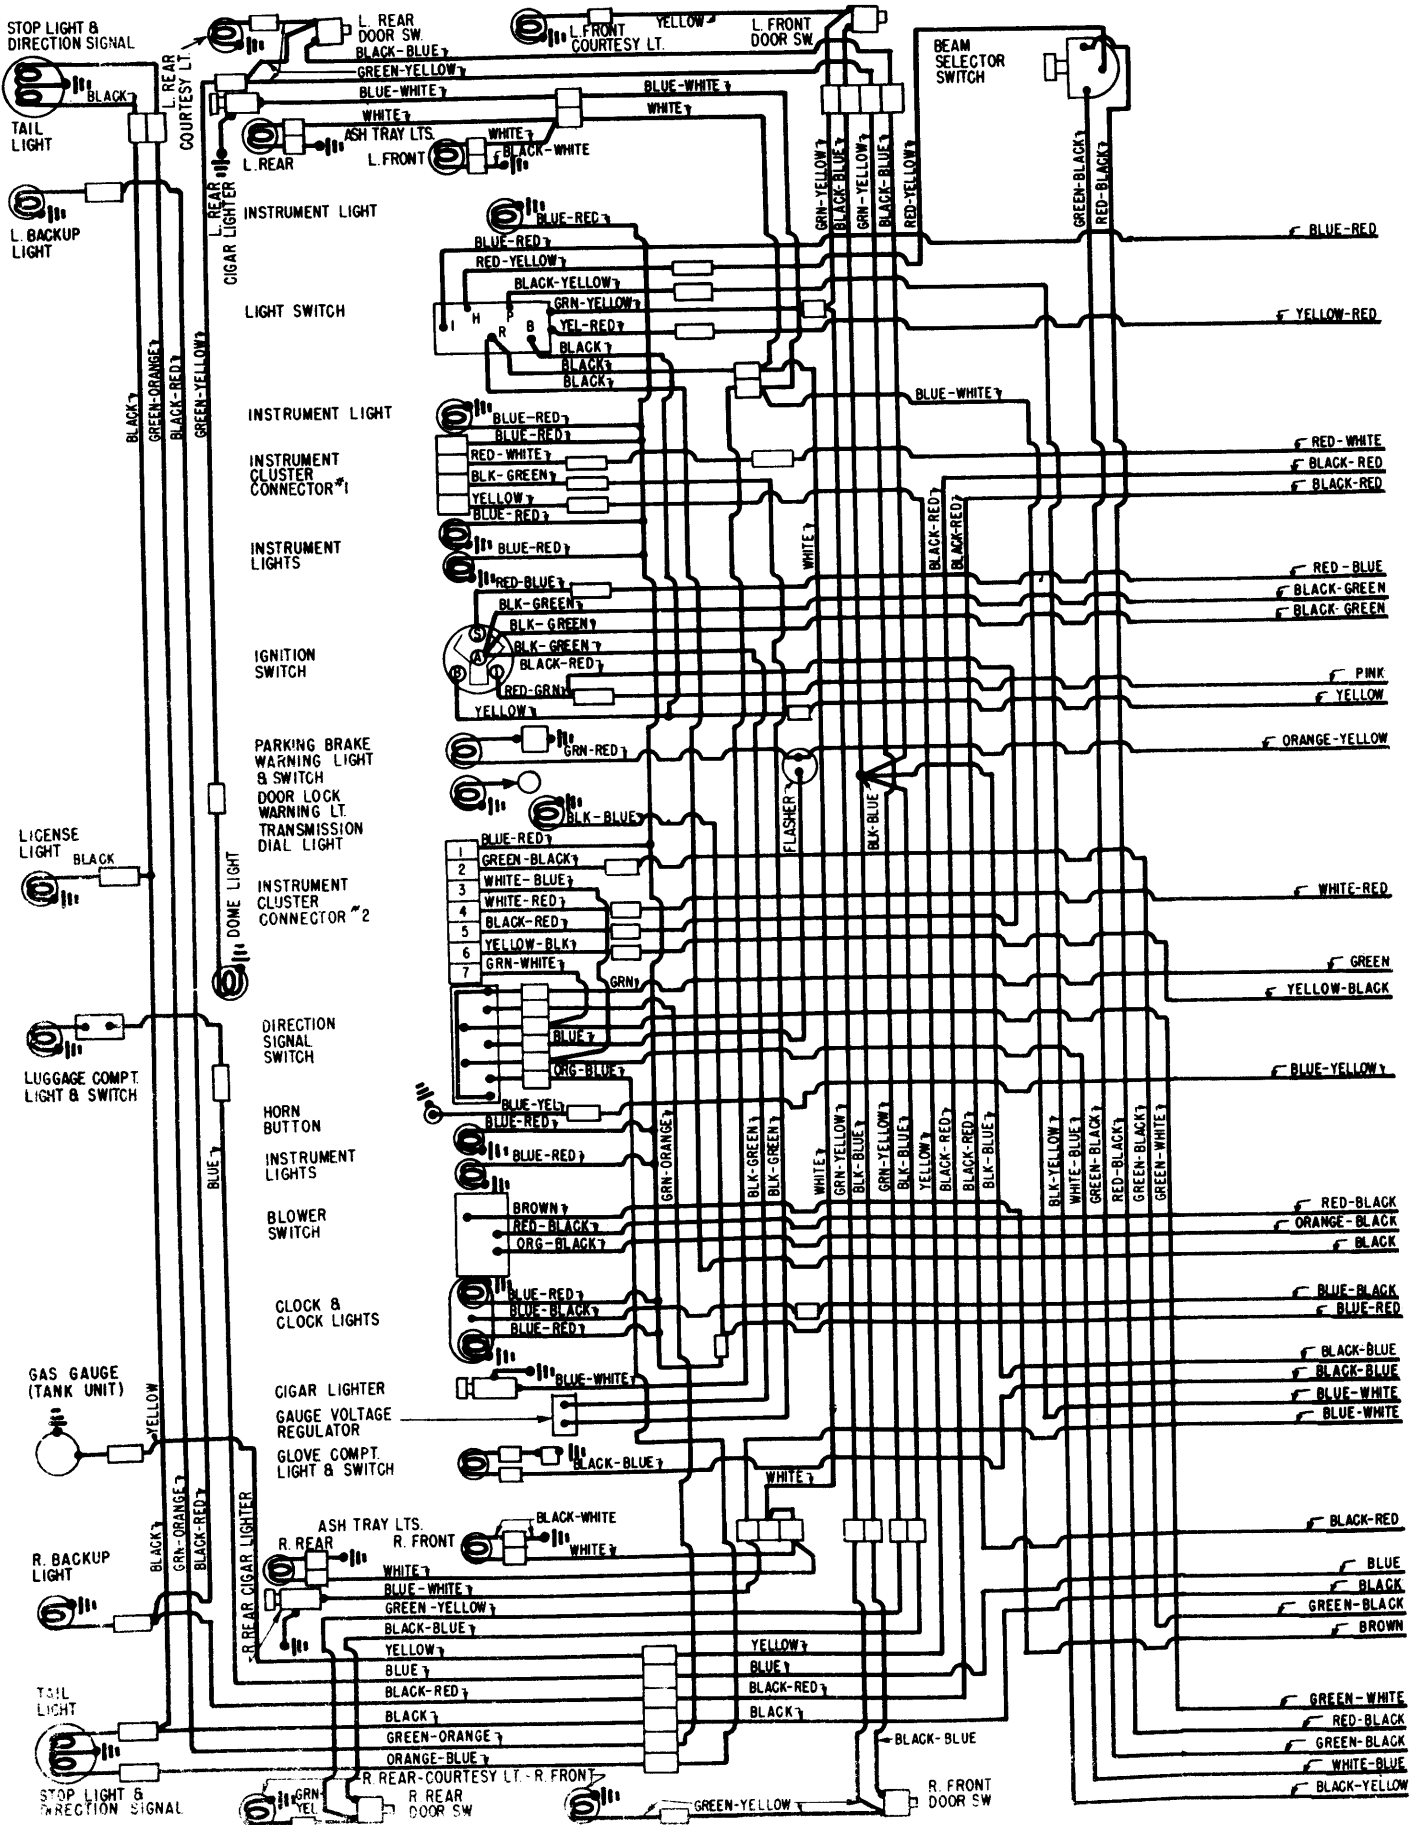 STOP LIGHT &
DIRECTION SIGNAL
L. REAR
COURTESY LT.
L. REAR
DOOR SW.
L. FRONT
COURTESY LT.
YELLOW
L. FRONT
DOOR SW.
BEAM
SELECTOR
SWITCH
BLACK-BLUE
GREEN-YELLOW
BLUE-WHITE
BLUE-WHITE
WHITE
WHITE
BLACK
TAIL
LIGHT
ASH TRAY LTS.
L. REAR
L. FRONT
WHITE
BLACK-WHITE
GRN-YELLOW
BLACK-BLUE
GRN-YELLOW
BLACK-BLUE
RED-YELLOW
GREEN-BLACK
RED-BLACK
L. BACKUP
LIGHT
L. REAR
CIGAR LIGHTER
INSTRUMENT LIGHT
BLUE-RED
BLUE-RED
BLUE-RED
RED-YELLOW
BLACK-YELLOW
LIGHT SWITCH
I
H
P
R
B
GRN-YELLOW
YEL-RED
YELLOW-RED
BLACK
BLACK
BLACK
BLACK
GREEN-ORANGE
BLACK-RED
GREEN-YELLOW
BLUE-WHITE
INSTRUMENT LIGHT
BLUE-RED
BLUE-RED
INSTRUMENT
CLUSTER
CONNECTOR #1
RED-WHITE
BLK-GREEN
YELLOW
BLUE-RED
RED-WHITE
BLACK-RED
BLACK-RED
WHITE
BLACK-RED
BLACK-RED
INSTRUMENT
LIGHTS
BLUE-RED
RED-BLUE
RED-BLUE
BLK-GREEN
BLACK-GREEN
BLK-GREEN
BLACK-GREEN
IGNITION
SWITCH
S
A
B
I
BLK-GREEN
BLACK-RED
RED-GRN
YELLOW
PINK
YELLOW
PARKING BRAKE
WARNING LIGHT
& SWITCH
GRN-RED
ORANGE-YELLOW
DOOR LOCK
WARNING LT.
FLASHER
BLK-BLUE
TRANSMISSION
DIAL LIGHT
BLK-BLUE
LICENSE
LIGHT
BLACK
DOME LIGHT
INSTRUMENT
CLUSTER
CONNECTOR #2
1
2
3
4
5
6
7
BLUE-RED
GREEN-BLACK
WHITE-BLUE
WHITE-RED
BLACK-RED
YELLOW-BLK
GRN-WHITE
WHITE-RED
GREEN
YELLOW-BLACK
GRN
DIRECTION
SIGNAL
SWITCH
BLUE
ORG-BLUE
LUGGAGE COMPT.
LIGHT & SWITCH
BLUE-YELLOW
HORN
BUTTON
BLUE-YEL
BLUE-RED
INSTRUMENT
LIGHTS
BLUE-RED
BLUE
GRN-ORANGE
BLK-GREEN
BLK-GREEN
WHITE
GRN-YELLOW
BLK-BLUE
GRN-YELLOW
BLK-BLUE
YELLOW
BLACK-RED
BLACK-RED
BLK-BLUE
BLK-YELLOW
WHITE-BLUE
GREEN-BLACK
RED-BLACK
GREEN-BLACK
GREEN-WHITE
BLOWER
SWITCH
BROWN
RED-BLACK
ORG-BLACK
RED-BLACK
ORANGE-BLACK
BLACK
CLOCK &
CLOCK LIGHTS
BLUE-RED
BLUE-BLACK
BLUE-RED
BLUE-BLACK
BLUE-RED
GAS GAUGE
(TANK UNIT)
YELLOW
CIGAR LIGHTER
BLUE-WHITE
BLACK-BLUE
BLACK-BLUE
BLUE-WHITE
BLUE-WHITE
GAUGE VOLTAGE
REGULATOR
GLOVE COMPT.
LIGHT & SWITCH
BLACK-BLUE
WHITE
BLACK
GRN-ORANGE
BLACK-RED
R. REAR CIGAR LIGHTER
ASH TRAY LTS.
R. REAR
R. FRONT
BLACK-WHITE
WHITE
BLACK-RED
R. BACKUP
LIGHT
WHITE
BLUE-WHITE
GREEN-YELLOW
BLACK-BLUE
YELLOW
BLUE
BLACK-RED
BLACK
GREEN-ORANGE
ORANGE-BLUE
YELLOW
BLUE
BLACK-RED
BLACK
BLUE
BLACK
GREEN-BLACK
BROWN
TAIL
LIGHT
GREEN-WHITE
RED-BLACK
GREEN-BLACK
WHITE-BLUE
BLACK-YELLOW
BLACK-BLUE
STOP LIGHT &
DIRECTION SIGNAL
R. REAR-COURTESY LT.-R. FRONT
GRN-
YEL
R. REAR
DOOR SW
GREEN-YELLOW
R. FRONT
DOOR SW